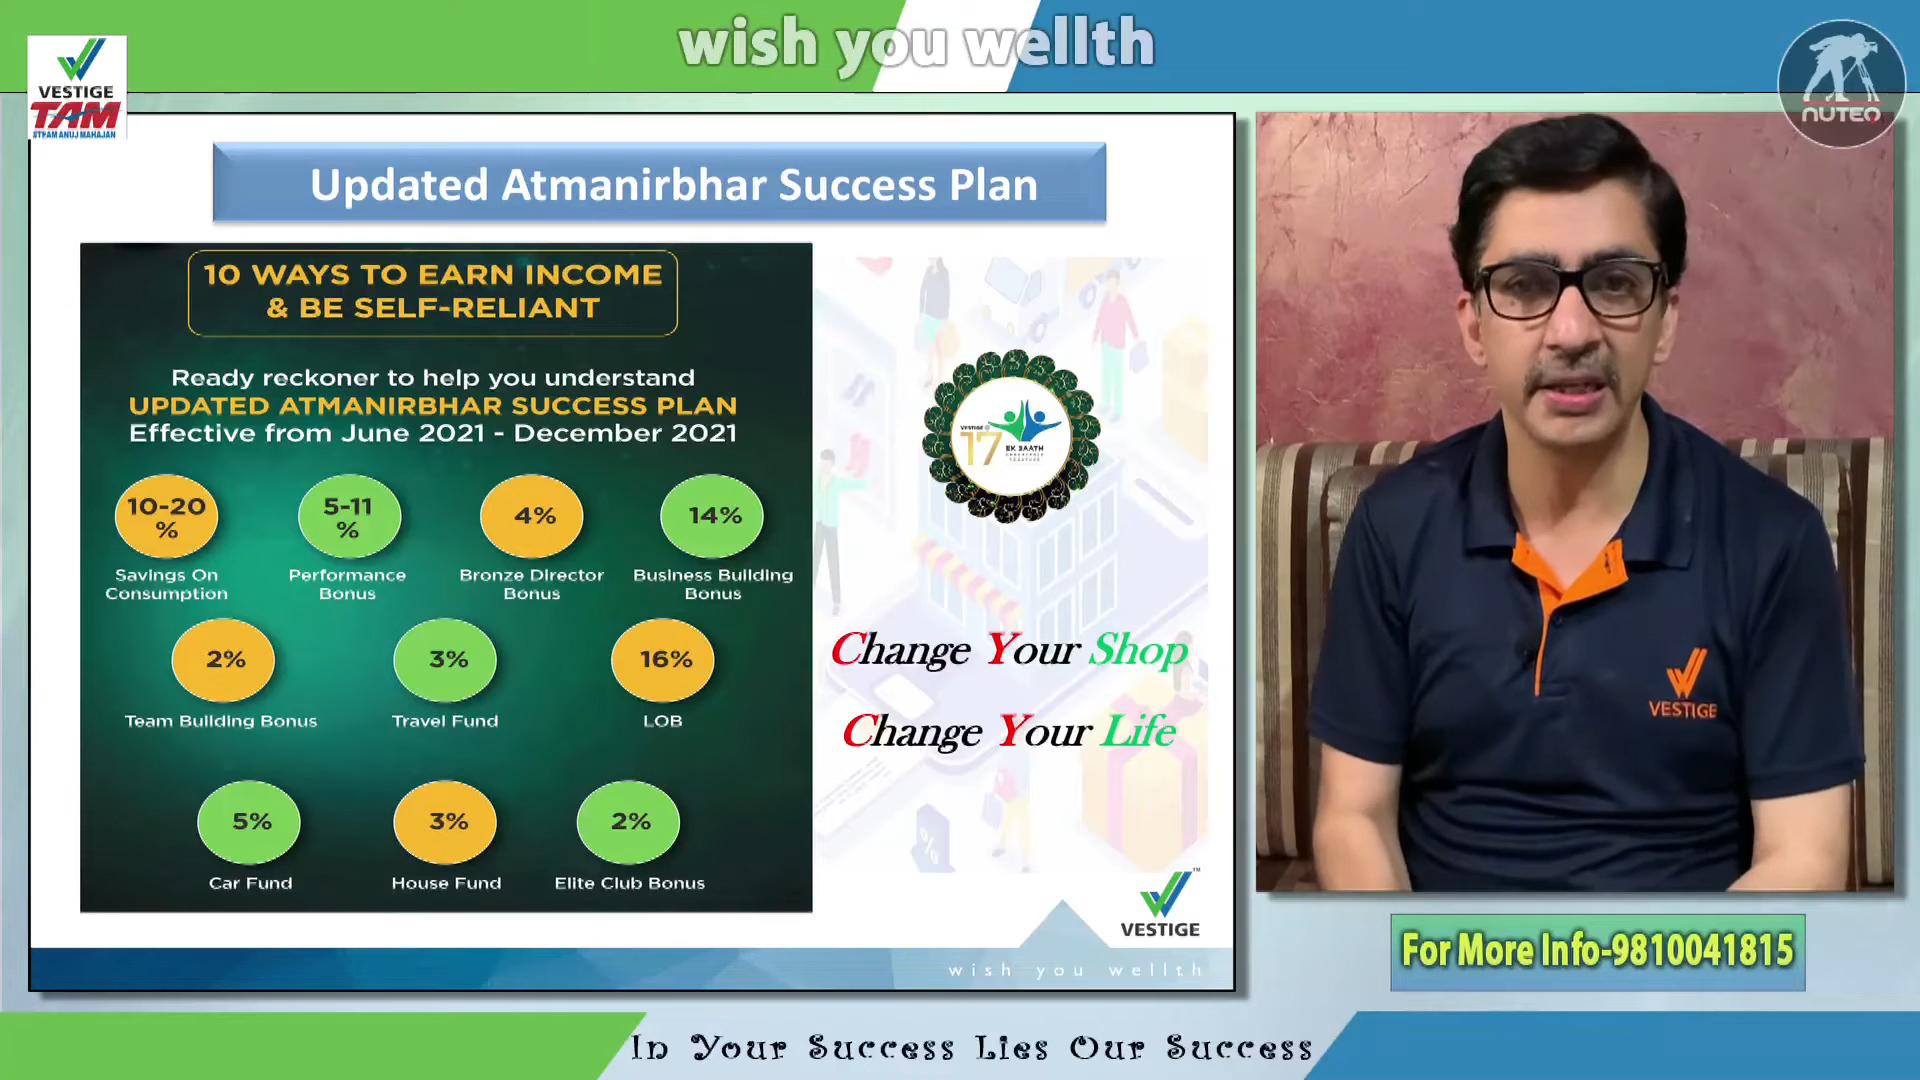 wish you wellth
VESTIGE
TAM
#TEAM ANUJ MAHAJAN
NUTEQ
Updated Atmanirbhar Success Plan
10 WAYS TO EARN INCOME
& BE SELF-RELIANT
Ready reckoner to help you understand
UPDATED ATMANIRBHAR SUCCESS PLAN
Effective from June 2021 - December 2021
10-20
%
Savings On
Consumption
5-11
%
Performance
Bonus
4%
Bronze Director
Bonus
14%
Business Building
Bonus
2%
Team Building Bonus
3%
Travel Fund
16%
LOB
5%
Car Fund
3%
House Fund
2%
Elite Club Bonus
VESTIGE
17
EK SAATH
Change Your Shop
Change Your Life
%
VESTIGE
wish you wellth
VESTIGE
For More Info-9810041815
In Your Success Lies Our Success